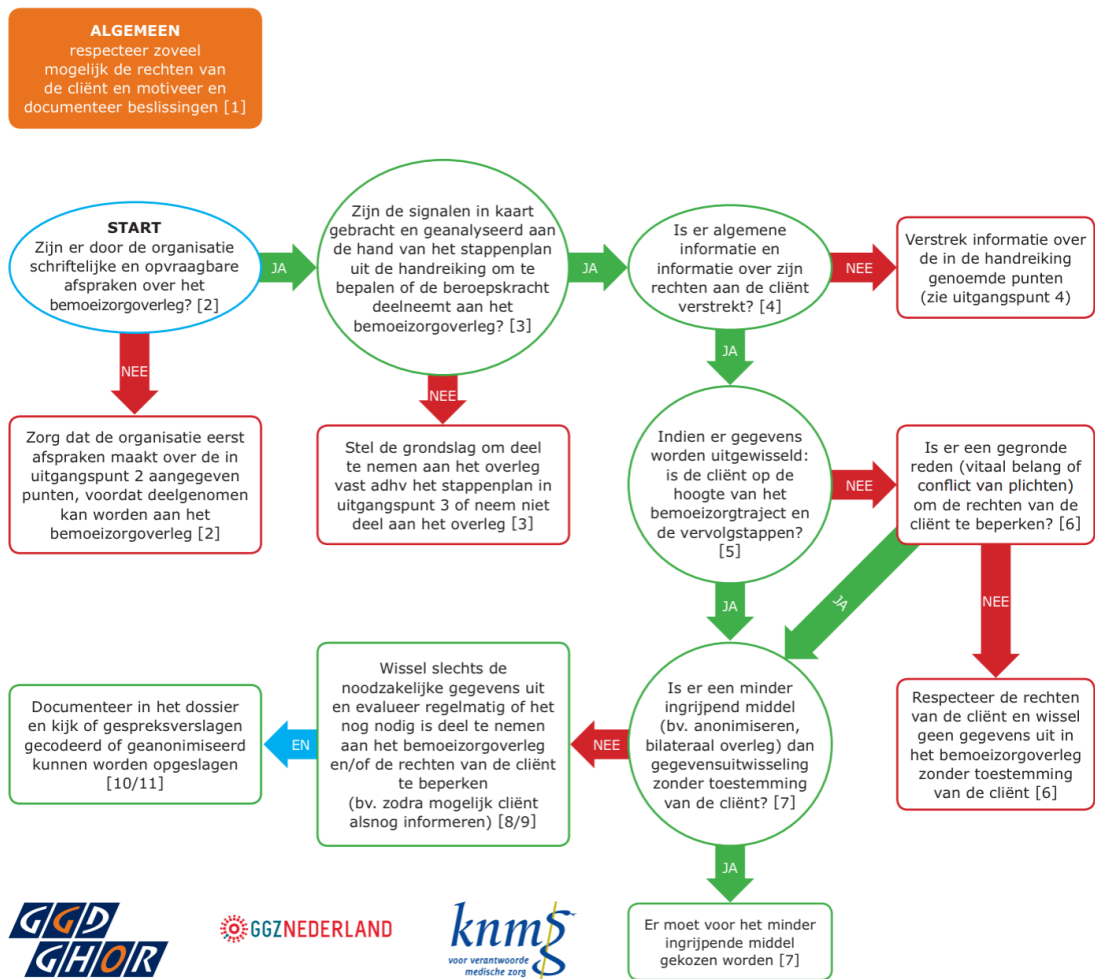 ALGEMEEN
respecteer zoveel
mogelijk de rechten van
de cliënt en motiveer en
documenteer beslissingen [1]
START
Zijn er door de organisatie
schriftelijke en opvraagbare
afspraken over het
bemoeizorgoverleg? [2]
JA
Zijn de signalen in kaart
gebracht en geanalyseerd aan
de hand van het stappenplan
uit de handreiking om te
bepalen of de beroepskracht
deelneemt aan het
bemoeizorgoverleg? [3]
JA
Is er algemene
informatie en
informatie over zijn
rechten aan de cliënt
verstrekt? [4]
NEE
Verstrek informatie over
de in de handreiking
genoemde punten
(zie uitgangspunt 4)
NEE
NEE
JA
Zorg dat de organisatie eerst
afspraken maakt over de in
uitgangspunt 2 aangegeven
punten, voordat deelgenomen
kan worden aan het
bemoeizorgoverleg [2]
Stel de grondslag om deel
te nemen aan het overleg
vast adhv het stappenplan in
uitgangspunt 3 of neem niet
deel aan het overleg [3]
Indien er gegevens
worden uitgewisseld:
is de cliënt op de
hoogte van het
bemoeizorgtraject en
de vervolgstappen?
[5]
NEE
Is er een gegronde
reden (vitaal belang of
conflict van plichten)
om de rechten van de
cliënt te beperken? [6]
JA
JA
NEE
Documenteer in het dossier
en kijk of gespreksverslagen
gecodeerd of geanonimiseerd
kunnen worden opgeslagen
[10/11]
EN
Wissel slechts de
noodzakelijke gegevens uit
en evalueer regelmatig of het
nog nodig is deel te nemen
aan het bemoeizorgoverleg
en/of de rechten van de cliënt
te beperken
(bv. zodra mogelijk cliënt
alsnog informeren) [8/9]
NEE
Is er een minder
ingrijpend middel
(bv. anonimiseren,
bilateraal overleg) dan
gegevensuitwisseling
zonder toestemming
van de cliënt? [7]
Respecteer de rechten
van de cliënt en wissel
geen gegevens uit in
het bemoeizorgoverleg
zonder toestemming
van de cliënt [6]
JA
Er moet voor het minder
ingrijpende middel
gekozen worden [7]
GGD
GHOR
GGZNEDERLAND
knmg
voor verantwoorde
medische zorg